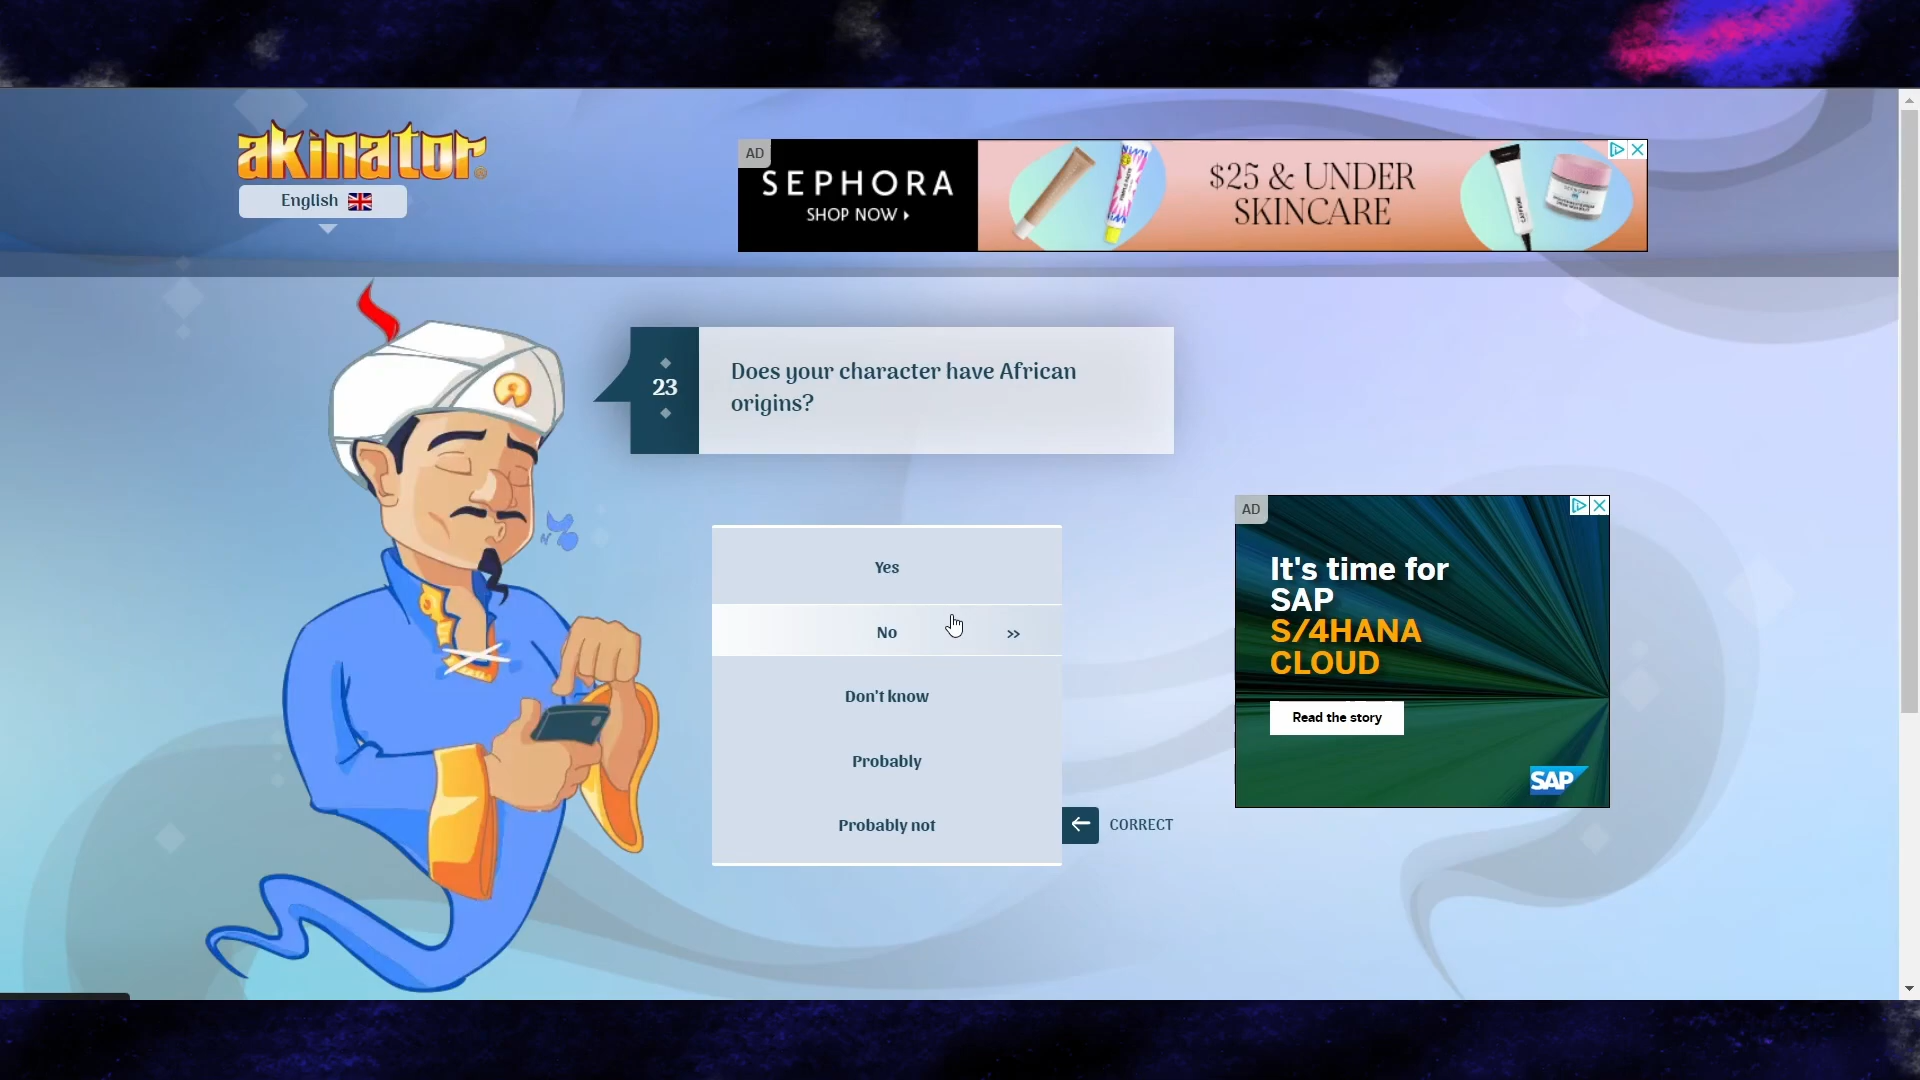 akinator
English
AD
SEPHORA
SHOP NOW
$25 & UNDER
SKINCARE
23
Does your character have African
origins?
Yes
No >>
Don't know
Probably
Probably not
CORRECT
AD
It's time for
SAP
S/4HANA
CLOUD
Read the story
SAP